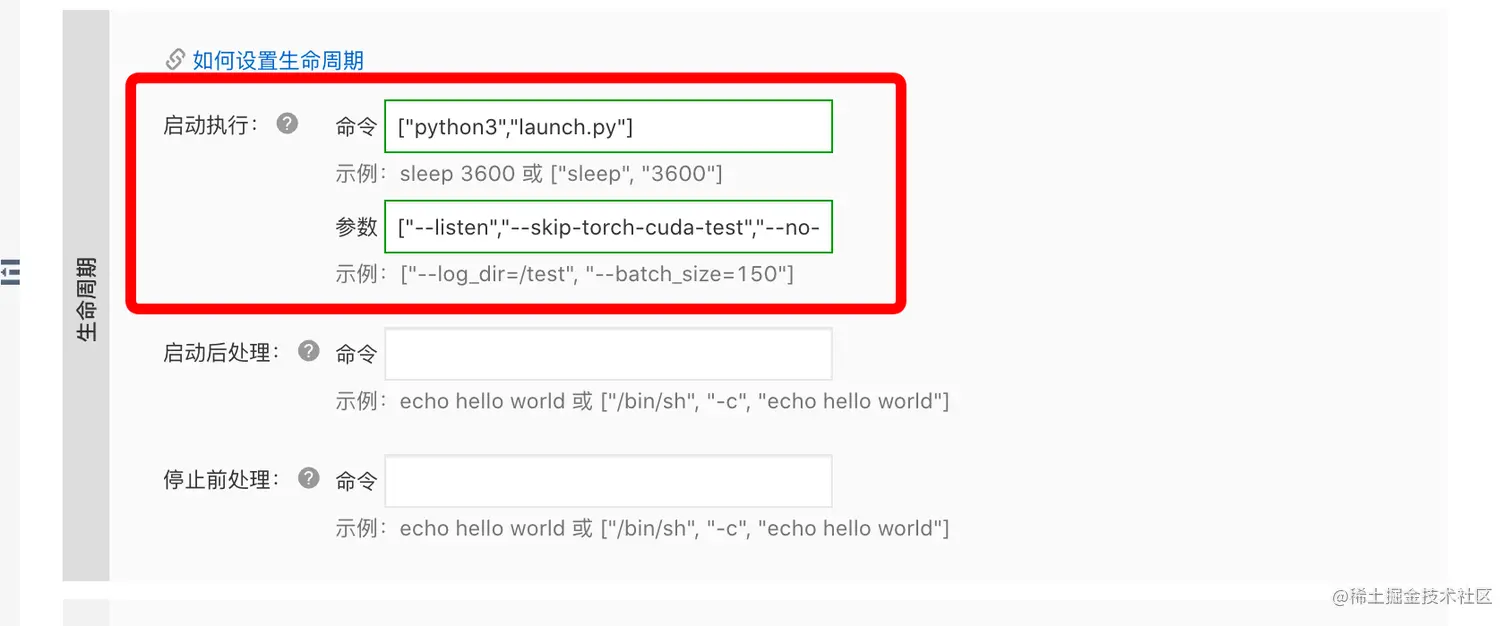 如何设置生命周期
启动执行： ? 命令 ["python3","launch.py"]
示例： sleep 3600 或 ["sleep", "3600"]
参数 ["--listen","--skip-torch-cuda-test","--no-
示例： ["--log_dir=/test", "--batch_size=150"]
生命周期
启动后处理： ? 命令
示例： echo hello world 或 ["/bin/sh", "-c", "echo hello world"]
停止前处理： ? 命令
示例： echo hello world 或 ["/bin/sh", "-c", "echo hello world"]
@稀土掘金技术社区